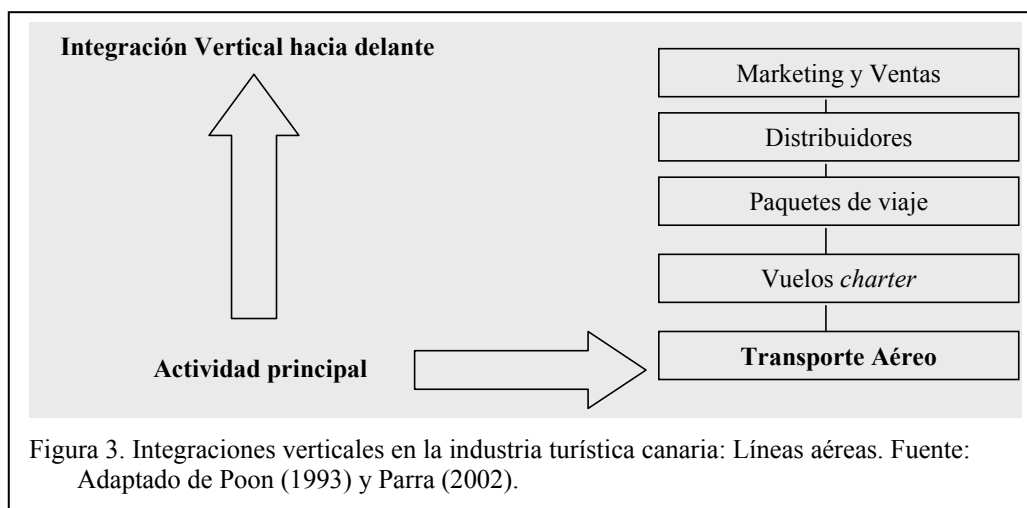 Integración Vertical hacia delante
Marketing y Ventas
Distribuidores
Paquetes de viaje
Vuelos charter
Actividad principal
Transporte Aéreo
Figura 3. Integraciones verticales en la industria turística canaria: Líneas aéreas. Fuente:
Adaptado de Poon (1993) y Parra (2002).